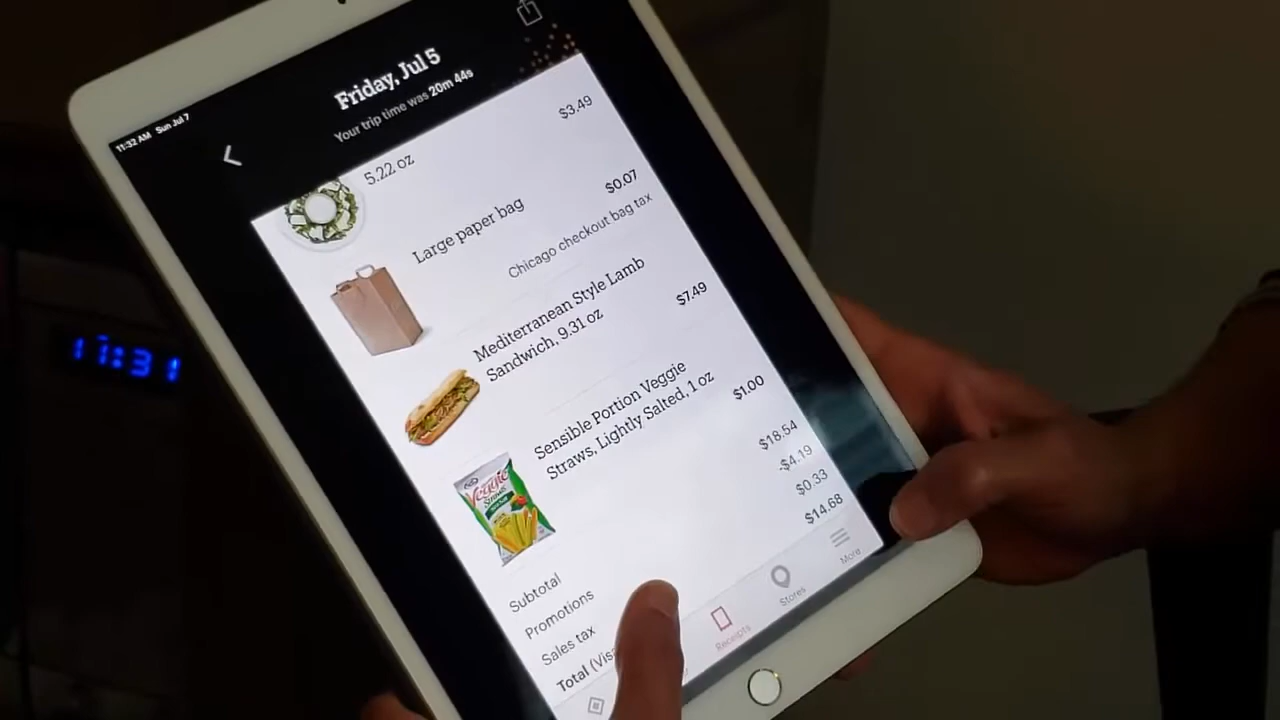 11:32 AM Sun Jul 7
Friday, Jul 5
Your trip time was 20m 44s
5.22 oz
$3.49
Large paper bag
$0.07
Chicago checkout bag tax
Mediterranean Style Lamb
Sandwich, 9.31 oz
$7.49
Sensible Portion Veggie
Straws, Lightly Salted, 1 oz
$1.00
Veggie
Straws
Subtotal
$18.54
Promotions
-$4.19
Sales tax
$0.33
Total (Visa
$14.68
Receipts
Stores
More
11:31